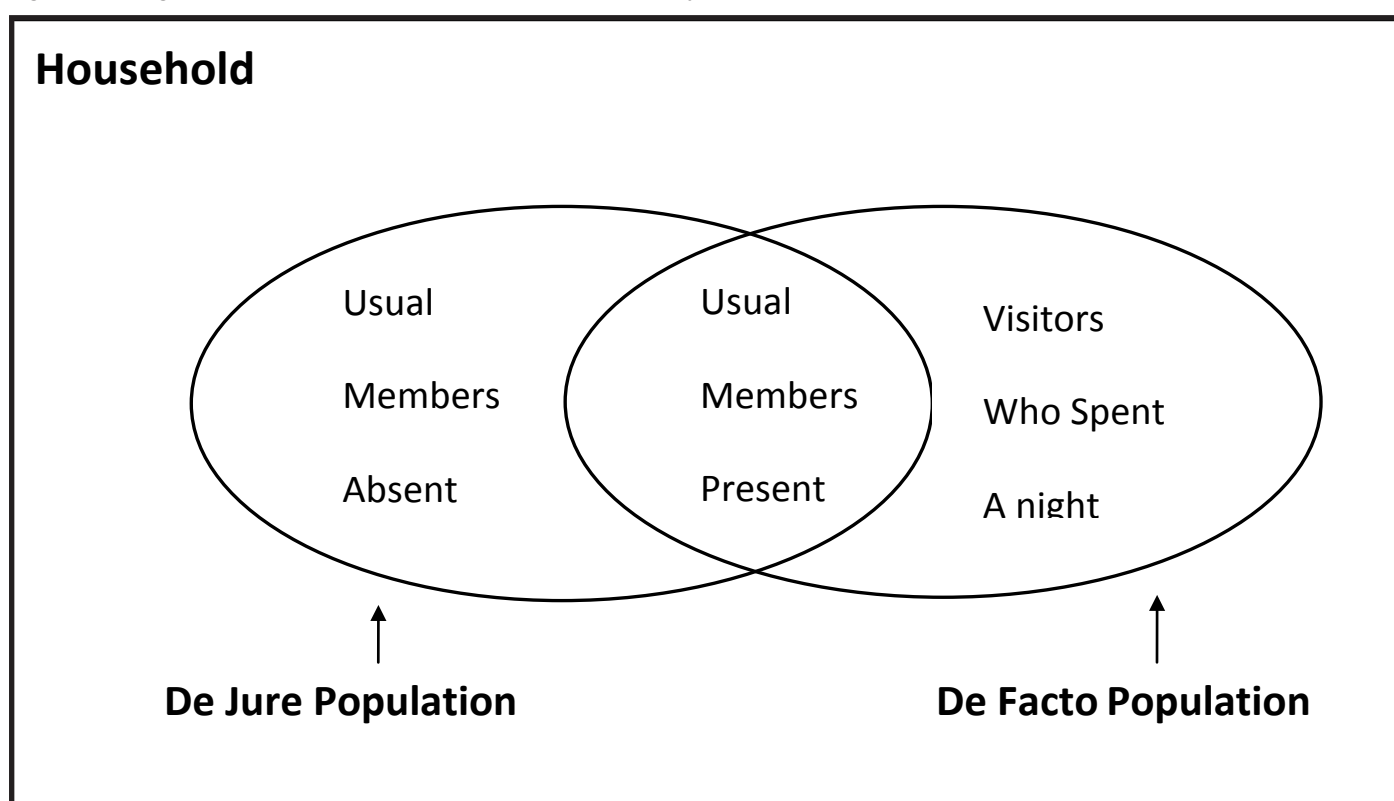 Household
Usual
Members
Absent
Usual
Members
Present
Visitors
Who Spent
A night
De Jure Population
De Facto Population